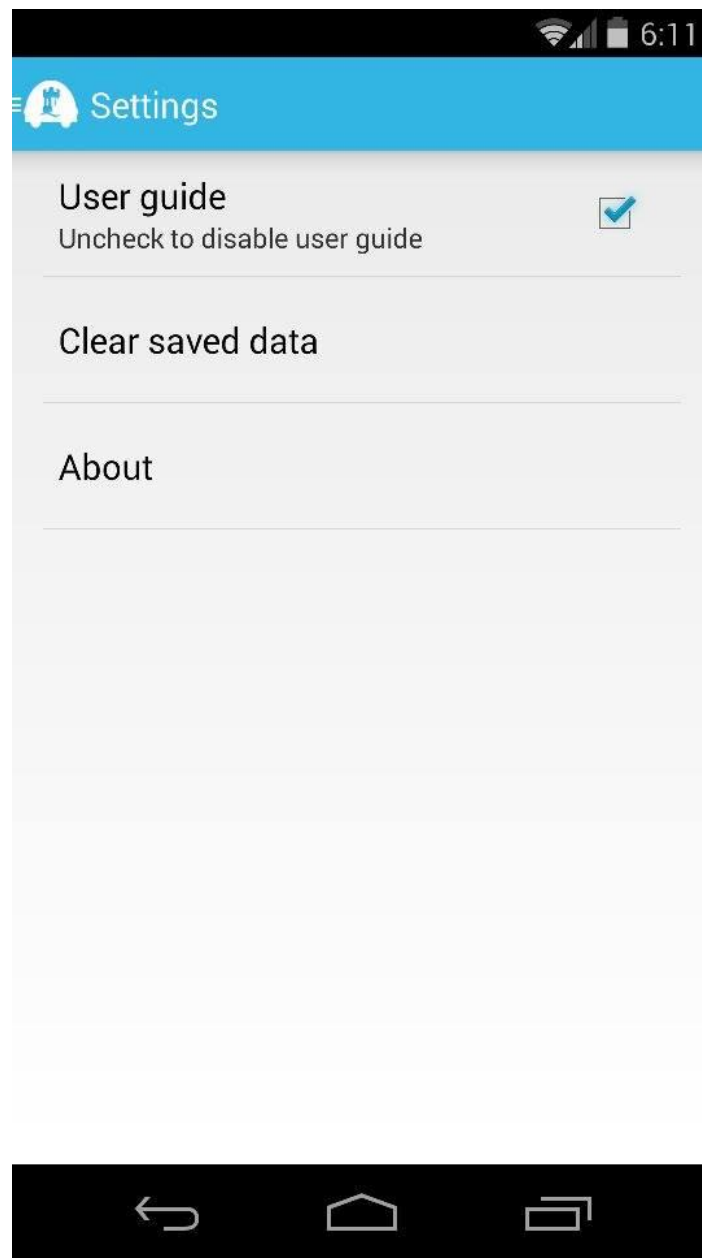 6:11
Settings
User guide
Uncheck to disable user guide
Clear saved data
About